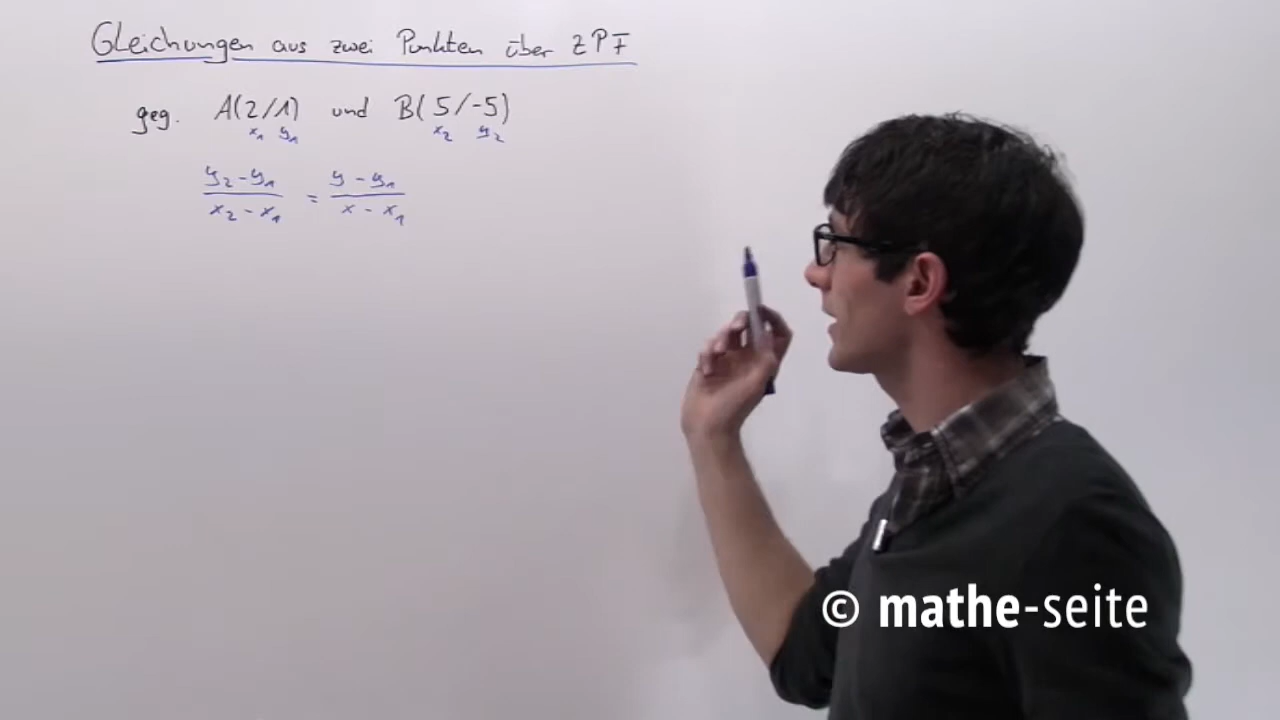 Gleichungen aus zwei Punkten über ZPF
geg. A(2/1) und B(5/-5)
x₁ y₁ x₂ y₂
y₂-y₁ = y-y₁
x₂-x₁ x-x₁
© mathe-seite